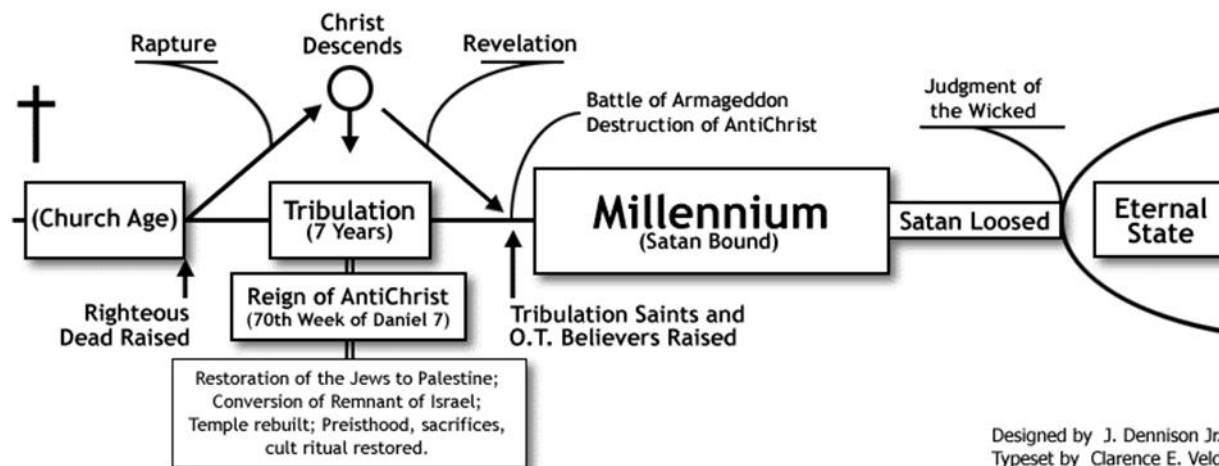 Rapture
Christ
Descends
Revelation
Battle of Armageddon
Destruction of AntiChrist
Judgment of
the Wicked
(Church Age)
Tribulation
(7 Years)
Millennium
(Satan Bound)
Satan Loosed
Eternal
State
Righteous
Dead Raised
Reign of AntiChrist
(70th Week of Daniel 7)
Tribulation Saints and
O.T. Believers Raised
Restoration of the Jews to Palestine;
Conversion of Remnant of Israel;
Temple rebuilt; Preisthood, sacrifices,
cult ritual restored.
Designed by J. Dennison Jr.
Typeset by Clarence E.